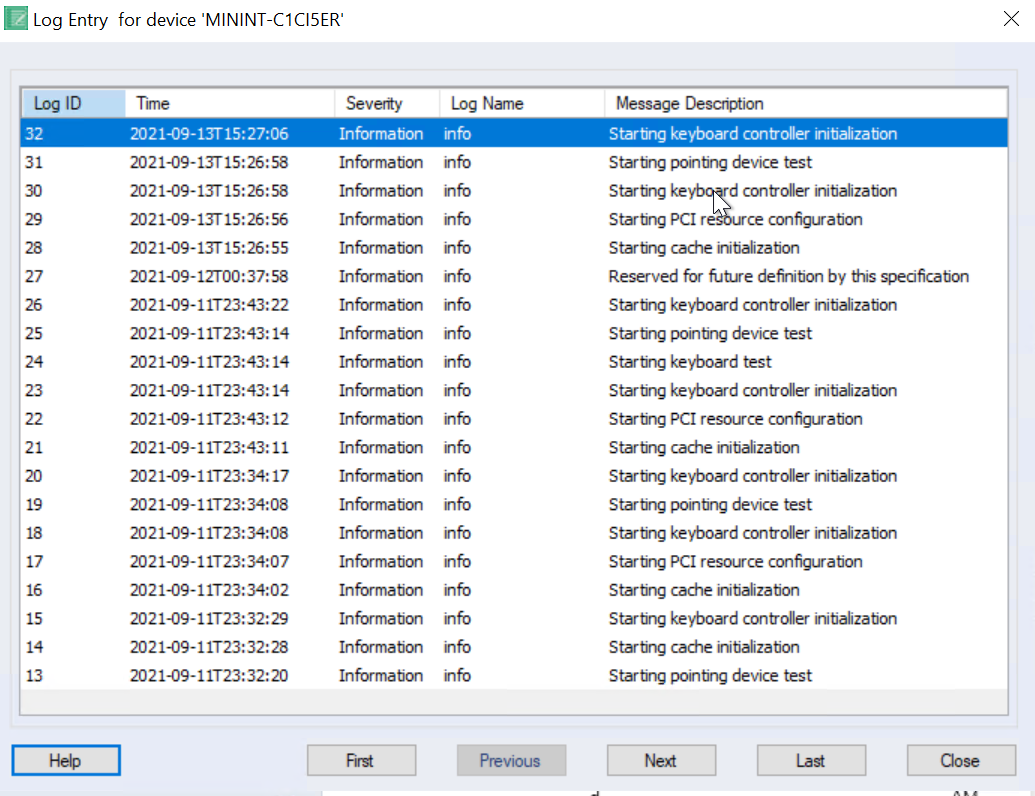 Log Entry  for device 'MININT-C1CI5ER'
Log ID Time Severity Log Name Message Description
32 2021-09-13T15:27:06 Information info Starting keyboard controller initialization
31 2021-09-13T15:26:58 Information info Starting pointing device test
30 2021-09-13T15:26:58 Information info Starting keyboard controller initialization
29 2021-09-13T15:26:56 Information info Starting PCI resource configuration
28 2021-09-13T15:26:55 Information info Starting cache initialization
27 2021-09-12T00:37:58 Information info Reserved for future definition by this specification
26 2021-09-11T23:43:22 Information info Starting keyboard controller initialization
25 2021-09-11T23:43:14 Information info Starting pointing device test
24 2021-09-11T23:43:14 Information info Starting keyboard test
23 2021-09-11T23:43:14 Information info Starting keyboard controller initialization
22 2021-09-11T23:43:12 Information info Starting PCI resource configuration
21 2021-09-11T23:43:11 Information info Starting cache initialization
20 2021-09-11T23:34:17 Information info Starting keyboard controller initialization
19 2021-09-11T23:34:08 Information info Starting pointing device test
18 2021-09-11T23:34:08 Information info Starting keyboard controller initialization
17 2021-09-11T23:34:07 Information info Starting PCI resource configuration
16 2021-09-11T23:34:02 Information info Starting cache initialization
15 2021-09-11T23:32:29 Information info Starting keyboard controller initialization
14 2021-09-11T23:32:28 Information info Starting cache initialization
13 2021-09-11T23:32:20 Information info Starting pointing device test
Help First Previous Next Last Close